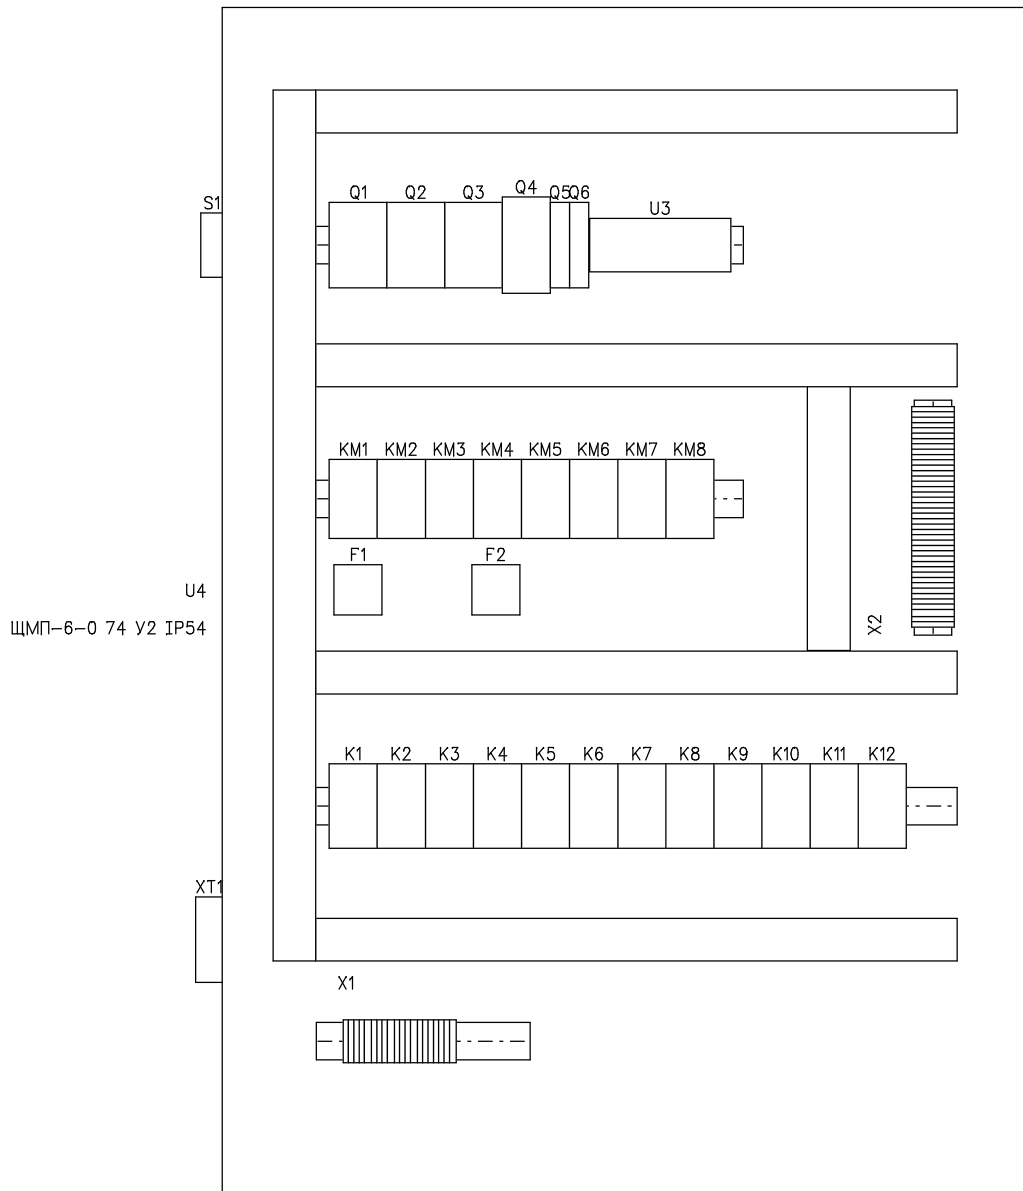 S1
Q1 Q2 Q3 Q4 Q5 Q6 U3
KM1 KM2 KM3 KM4 KM5 KM6 KM7 KM8
F1 F2
U4
ЩМП-6-0 74 У2 IP54
X2
K1 K2 K3 K4 K5 K6 K7 K8 K9 K10 K11 K12
XT1
X1